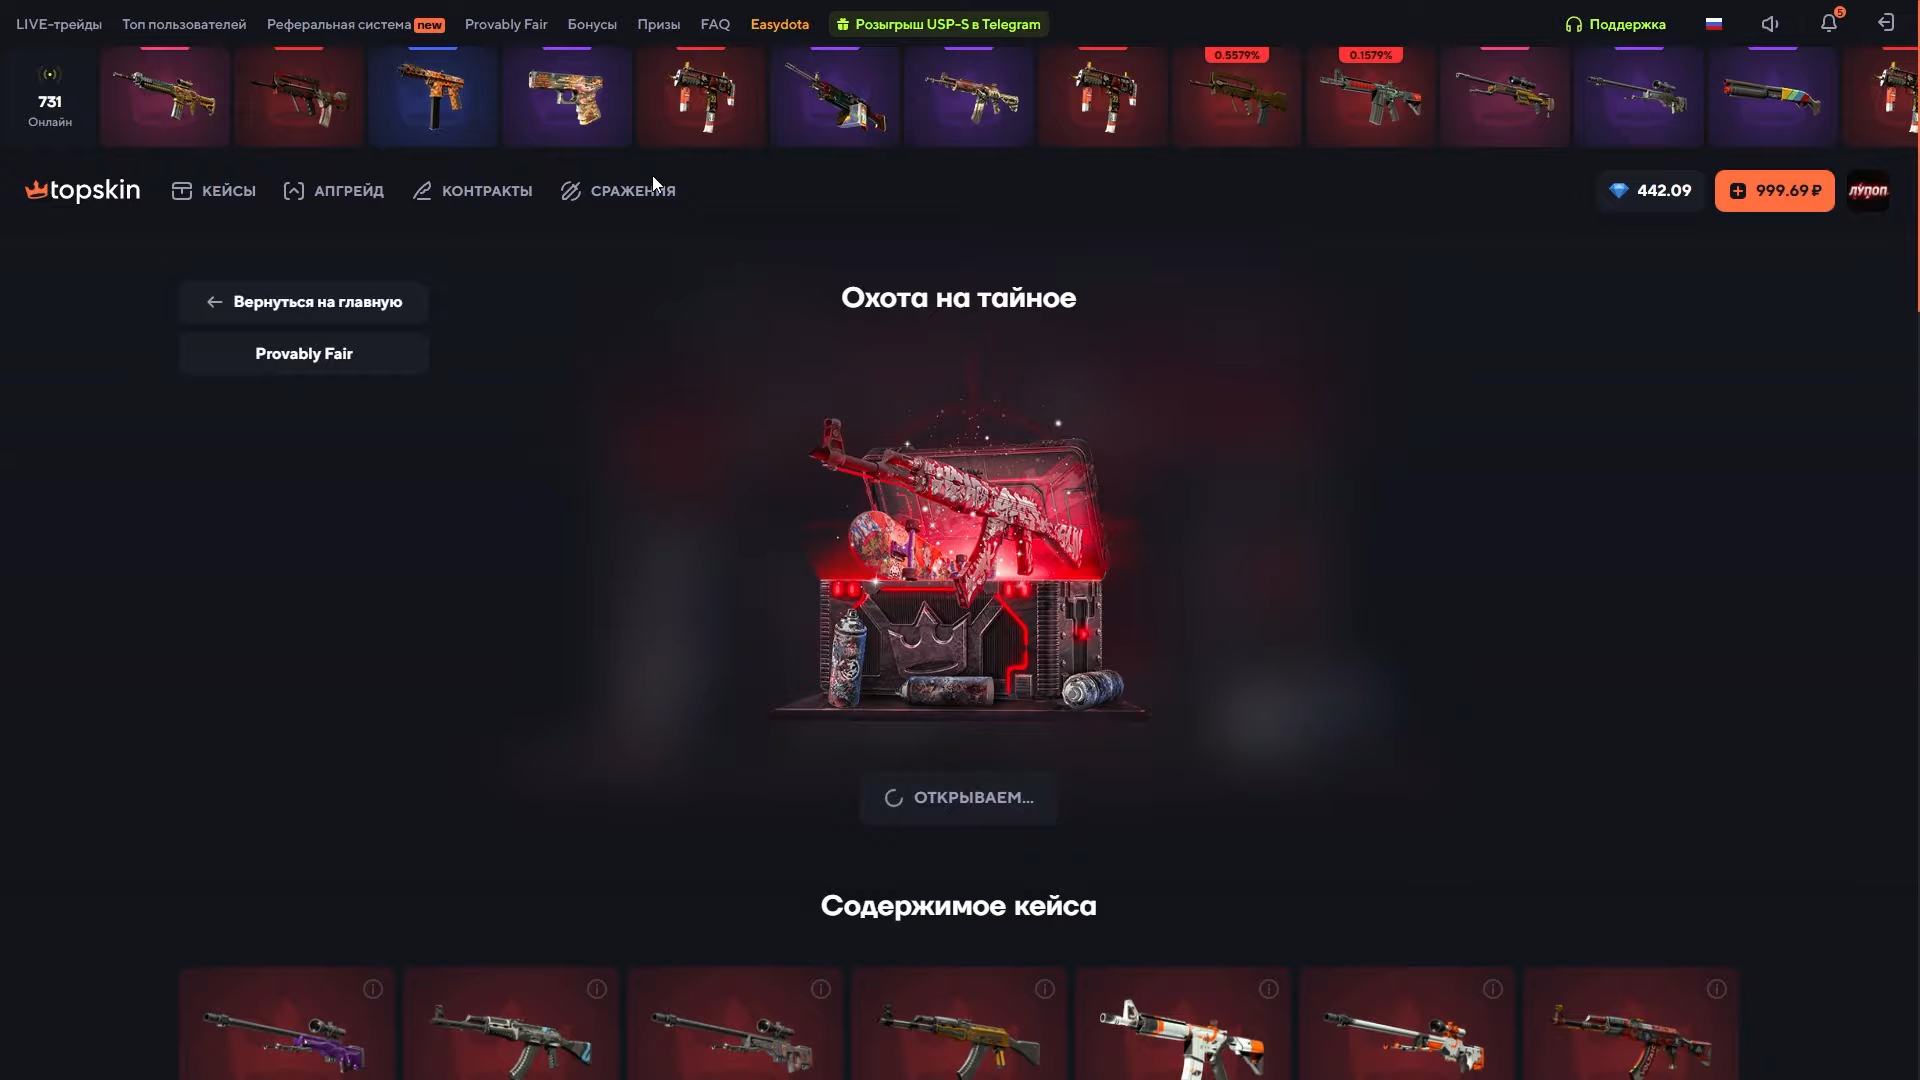 LIVE-трейды Топ пользователей Реферальная система new Provably Fair Бонусы Призы FAQ Easydota Розыгрыш USP-S в Telegram Поддержка 5
731
Онлайн
0.5579% 0.1579%
topskin КЕЙСЫ АПГРЕЙД КОНТРАКТЫ СРАЖЕНИЯ 442.09 999.69 ₽ ЛУПОП
Вернуться на главную
Provably Fair
Охота на тайное
ОТКРЫВАЕМ...
Содержимое кейса